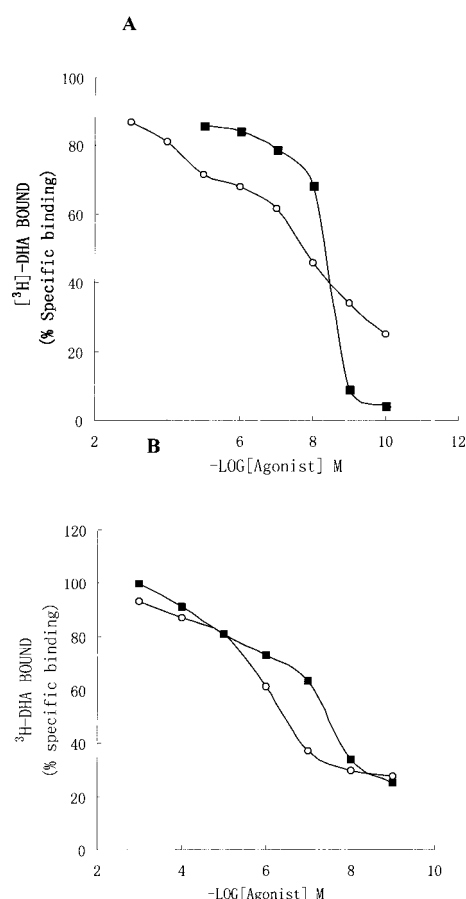 A
100
80
60
40
20
0
[³H]-DHA BOUND
(% Specific binding)
2 4 6 8 10 12
-LOG[Agonist] M
B
120
100
80
60
40
20
0
³H-DHA BOUND
(% specific binding)
2 4 6 8 10
-LOG[Agonist] M